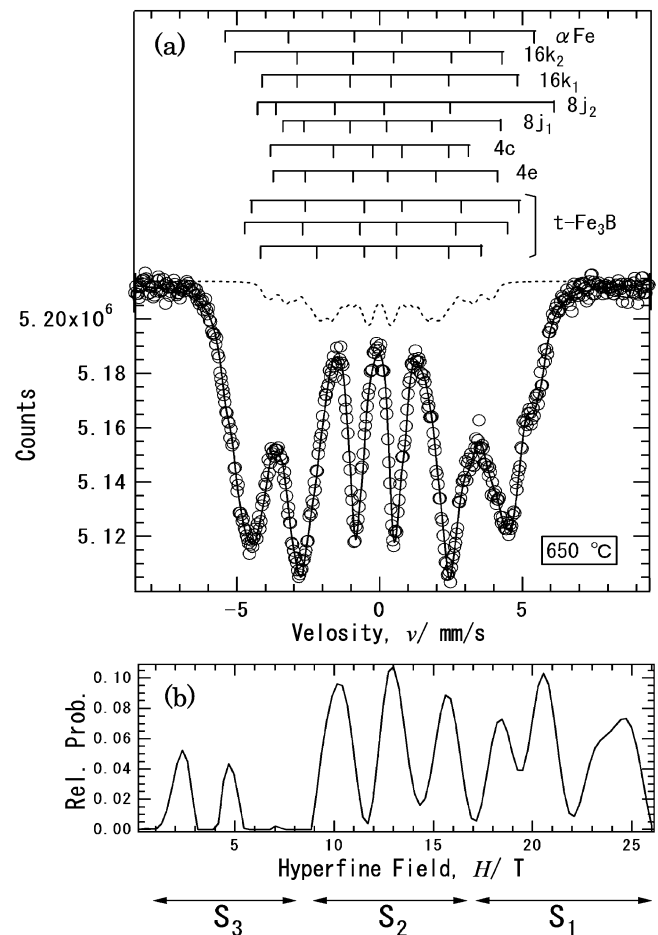 (a)
αFe
16k₂
16k₁
8j₂
8j₁
4c
4e
t-Fe₃B
5.20x10⁶
5.18
5.16
5.14
5.12
Counts
650 °C
-5 0 5
Velosity, v/ mm/s
(b)
0.10
0.08
0.06
0.04
0.02
0.00
Rel. Prob.
5 10 15 20 25
Hyperfine Field, H/ T
S₃ S₂ S₁